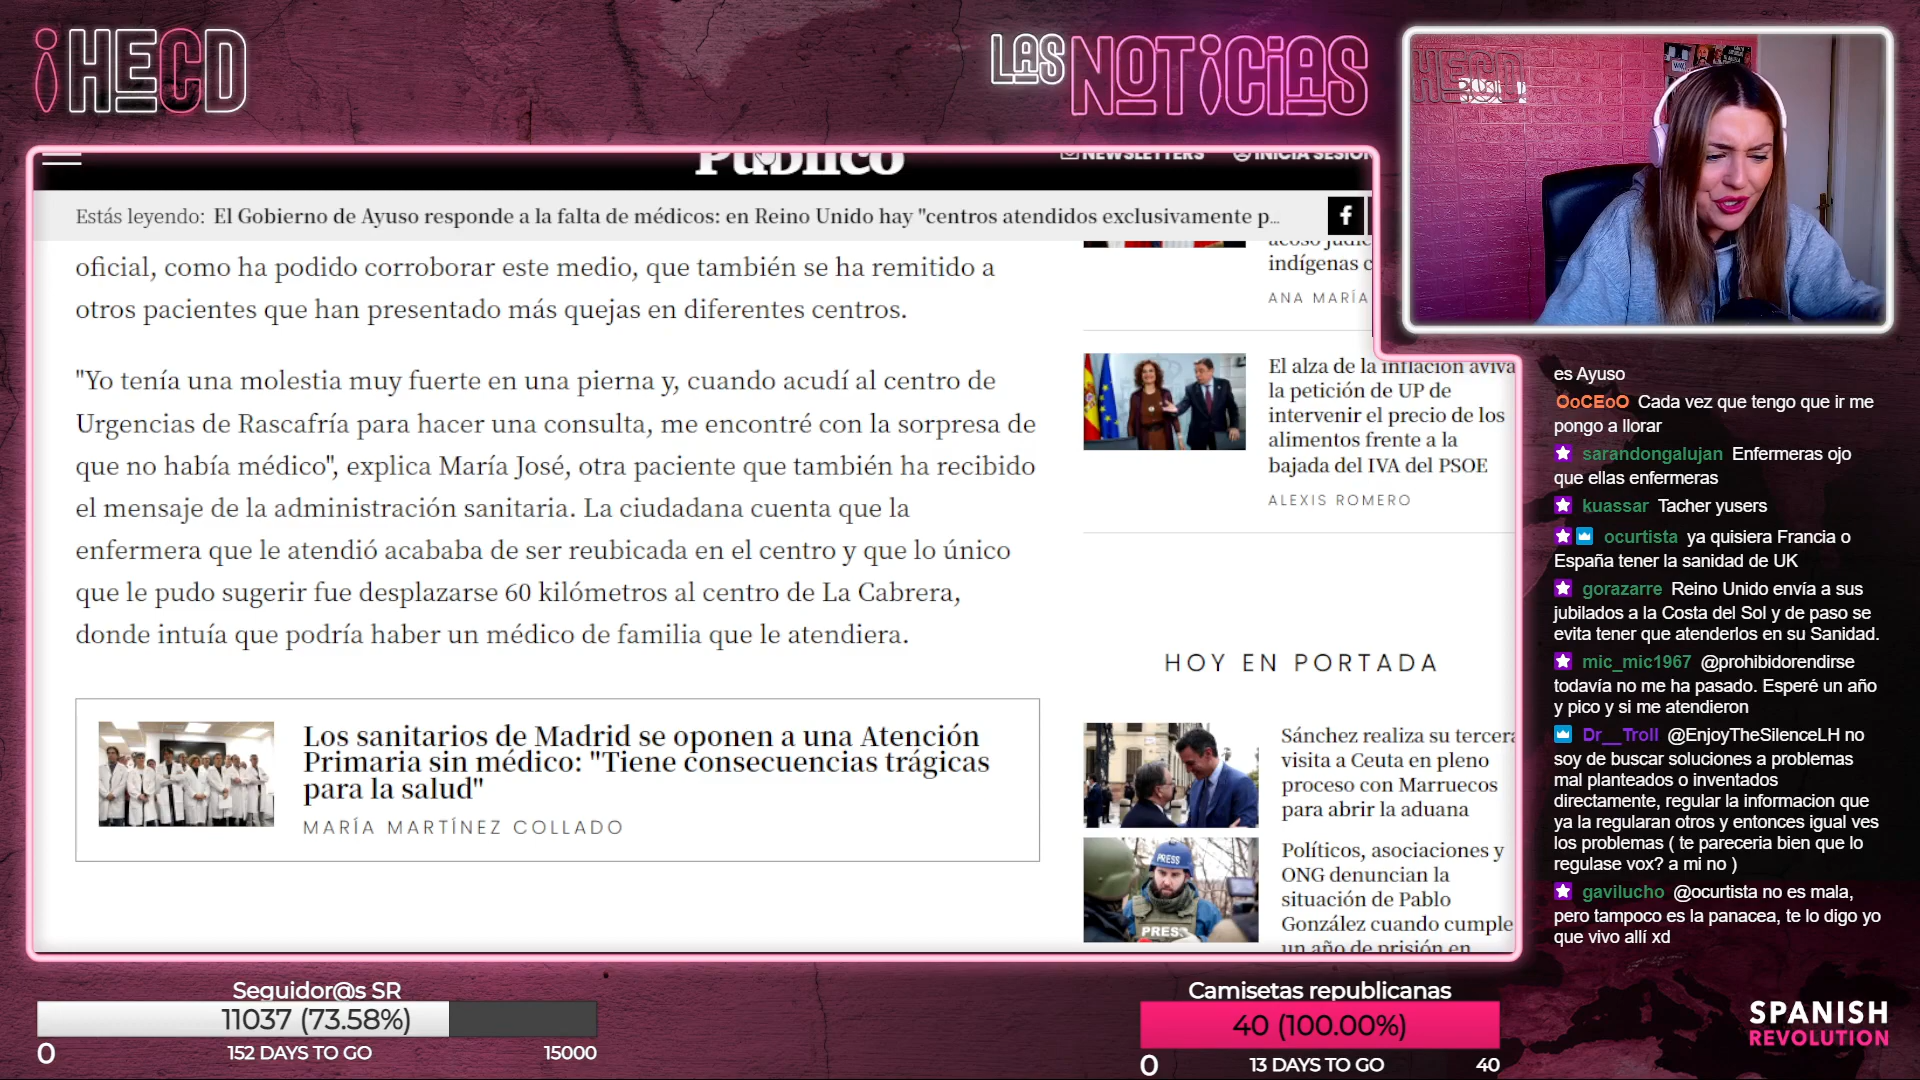 HECD
LAS NOTICIAS
Público
NEWSLETTERS
INICIA SESIÓN
Estás leyendo: El Gobierno de Ayuso responde a la falta de médicos: en Reino Unido hay "centros atendidos exclusivamente p...
oficial, como ha podido corroborar este medio, que también se ha remitido a
otros pacientes que han presentado más quejas en diferentes centros.
"Yo tenía una molestia muy fuerte en una pierna y, cuando acudí al centro de
Urgencias de Rascafría para hacer una consulta, me encontré con la sorpresa de
que no había médico", explica María José, otra paciente que también ha recibido
el mensaje de la administración sanitaria. La ciudadana cuenta que la
enfermera que le atendió acababa de ser reubicada en el centro y que lo único
que le pudo sugerir fue desplazarse 60 kilómetros al centro de La Cabrera,
donde intuía que podría haber un médico de familia que le atendiera.
Los sanitarios de Madrid se oponen a una Atención
Primaria sin médico: "Tiene consecuencias trágicas
para la salud"
MARÍA MARTÍNEZ COLLADO
acoso judic
indígenas c
ANA MARÍA
El alza de la inflación aviva
la petición de UP de
intervenir el precio de los
alimentos frente a la
bajada del IVA del PSOE
ALEXIS ROMERO
HOY EN PORTADA
Sánchez realiza su tercera
visita a Ceuta en pleno
proceso con Marruecos
para abrir la aduana
PRESS
PRESS
Políticos, asociaciones y
ONG denuncian la
situación de Pablo
González cuando cumple
un año de prisión en
es Ayuso
OoCEoO Cada vez que tengo que ir me
pongo a llorar
sarandongalujan Enfermeras ojo
que ellas enfermeras
kuassar Tacher yusers
ocurtista ya quisiera Francia o
España tener la sanidad de UK
gorazarre Reino Unido envía a sus
jubilados a la Costa del Sol y de paso se
evita tener que atenderlos en su Sanidad.
mic_mic1967 @prohibidorendirse
todavía no me ha pasado. Esperé un año
y pico y si me atendieron
Dr__Troll @EnjoyTheSilenceLH no
soy de buscar soluciones a problemas
mal planteados o inventados
directamente, regular la informacion que
ya la regularan otros y entonces igual ves
los problemas ( te pareceria bien que lo
regulase vox? a mi no )
gavilucho @ocurtista no es mala,
pero tampoco es la panacea, te lo digo yo
que vivo allí xd
Seguidor@s SR
11037 (73.58%)
0
152 DAYS TO GO
15000
Camisetas republicanas
40 (100.00%)
0
13 DAYS TO GO
40
SPANISH
REVOLUTION